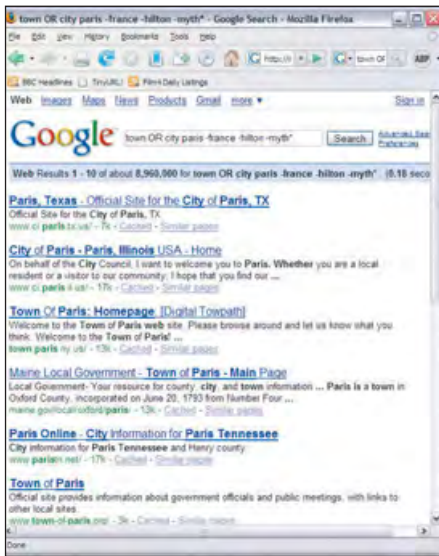 town OR city paris -france -hilton -myth* - Google Search - Mozilla Firefox
File Edit View History Bookmarks Tools Help
G town OR ABP
BBC Headlines TinyURL! Film4 Daily Listings
Web Images Maps News Products Gmail more ▼ Sign in
Google town OR city paris -france -hilton -myth* Search Advanced Sea
Preferences
Web Results 1 - 10 of about 8,960,000 for town OR city paris -france -hilton -myth* (0.18 seco
Paris, Texas - Official Site for the City of Paris, TX
Official Site for the City of Paris, TX
www.ci.paris.tx.us/ - 7k - Cached - Similar pages
City of Paris - Paris, Illinois USA - Home
On behalf of the City Council, I want to welcome you to Paris. Whether you are a local
resident or a visitor to our community, I hope that you find our ...
www.ci.paris.il.us/ - 17k - Cached - Similar pages
Town Of Paris: Homepage [Digital Towpath]
Welcome to the Town of Paris web site. Please browse around and let us know what you
think. Welcome to the Town of Paris! ...
town.paris.ny.us/ - 13k - Cached - Similar pages
Maine Local Government - Town of Paris - Main Page
Local Government- Your resource for county, city, and town information ... Paris is a town in
Oxford County, incorporated on June 20, 1793 from Number Four ...
maine.gov/local/oxford/paris/ - 13k - Cached - Similar pages
Paris Online - City Information for Paris Tennessee
City information for Paris Tennessee and Henry county
www.paristn.net/ - 17k - Cached - Similar pages
Town of Paris
Official site provides information about government officials and public meetings, with links to
other local sites.
www.town-of-paris.org/ - 3k - Cached - Similar pages
Done